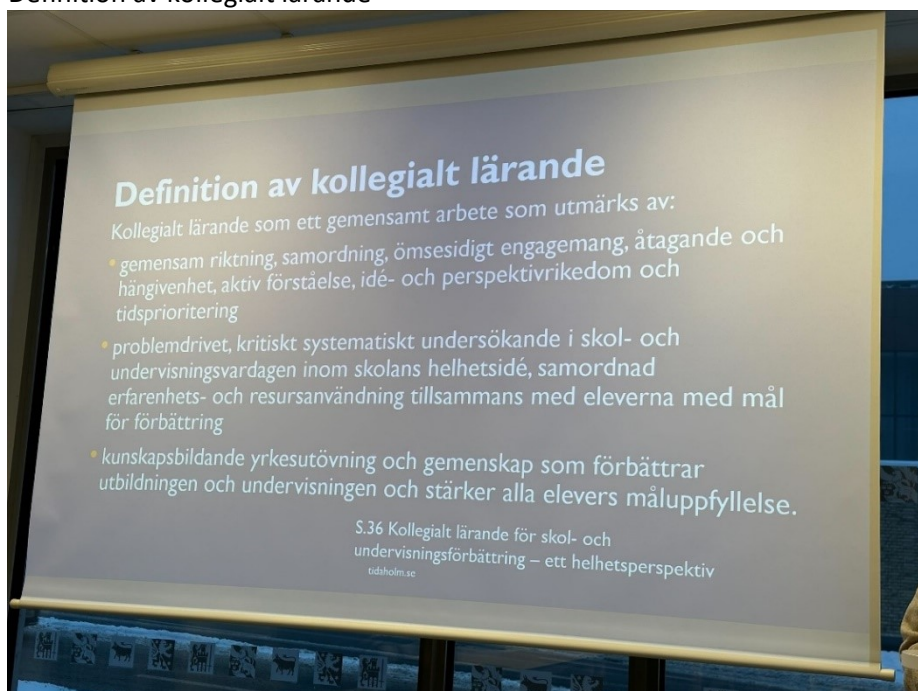 Definition av kollegialt lärande
Definition av kollegialt lärande
Kollegialt lärande som ett gemensamt arbete som utmärks av:
• gemensam riktning, samordning, ömsesidigt engagemang, åtagande och
hängivenhet, aktiv förståelse, idé- och perspektivrikedom och
tidsprioritering
• problemdrivet, kritiskt systematiskt undersökande i skol- och
undervisningsvardagen inom skolans helhetsidé, samordnad
erfarenhets- och resursanvändning tillsammans med eleverna med mål
för förbättring
• kunskapsbildande yrkesutövning och gemenskap som förbättrar
utbildningen och undervisningen och stärker alla elevers måluppfyllelse.
S.36 Kollegialt lärande för skol- och
undervisningsförbättring – ett helhetsperspektiv
tidaholm.se